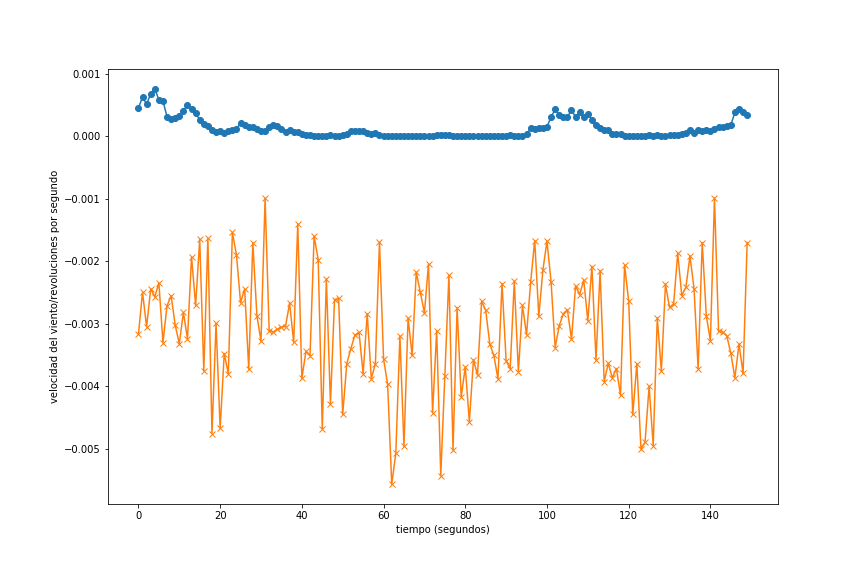 0.001
0.000
−0.001
−0.002
−0.003
−0.004
−0.005
velocidad del viento/revoluciones por segundo
0 20 40 60 80 100 120 140
tiempo (segundos)